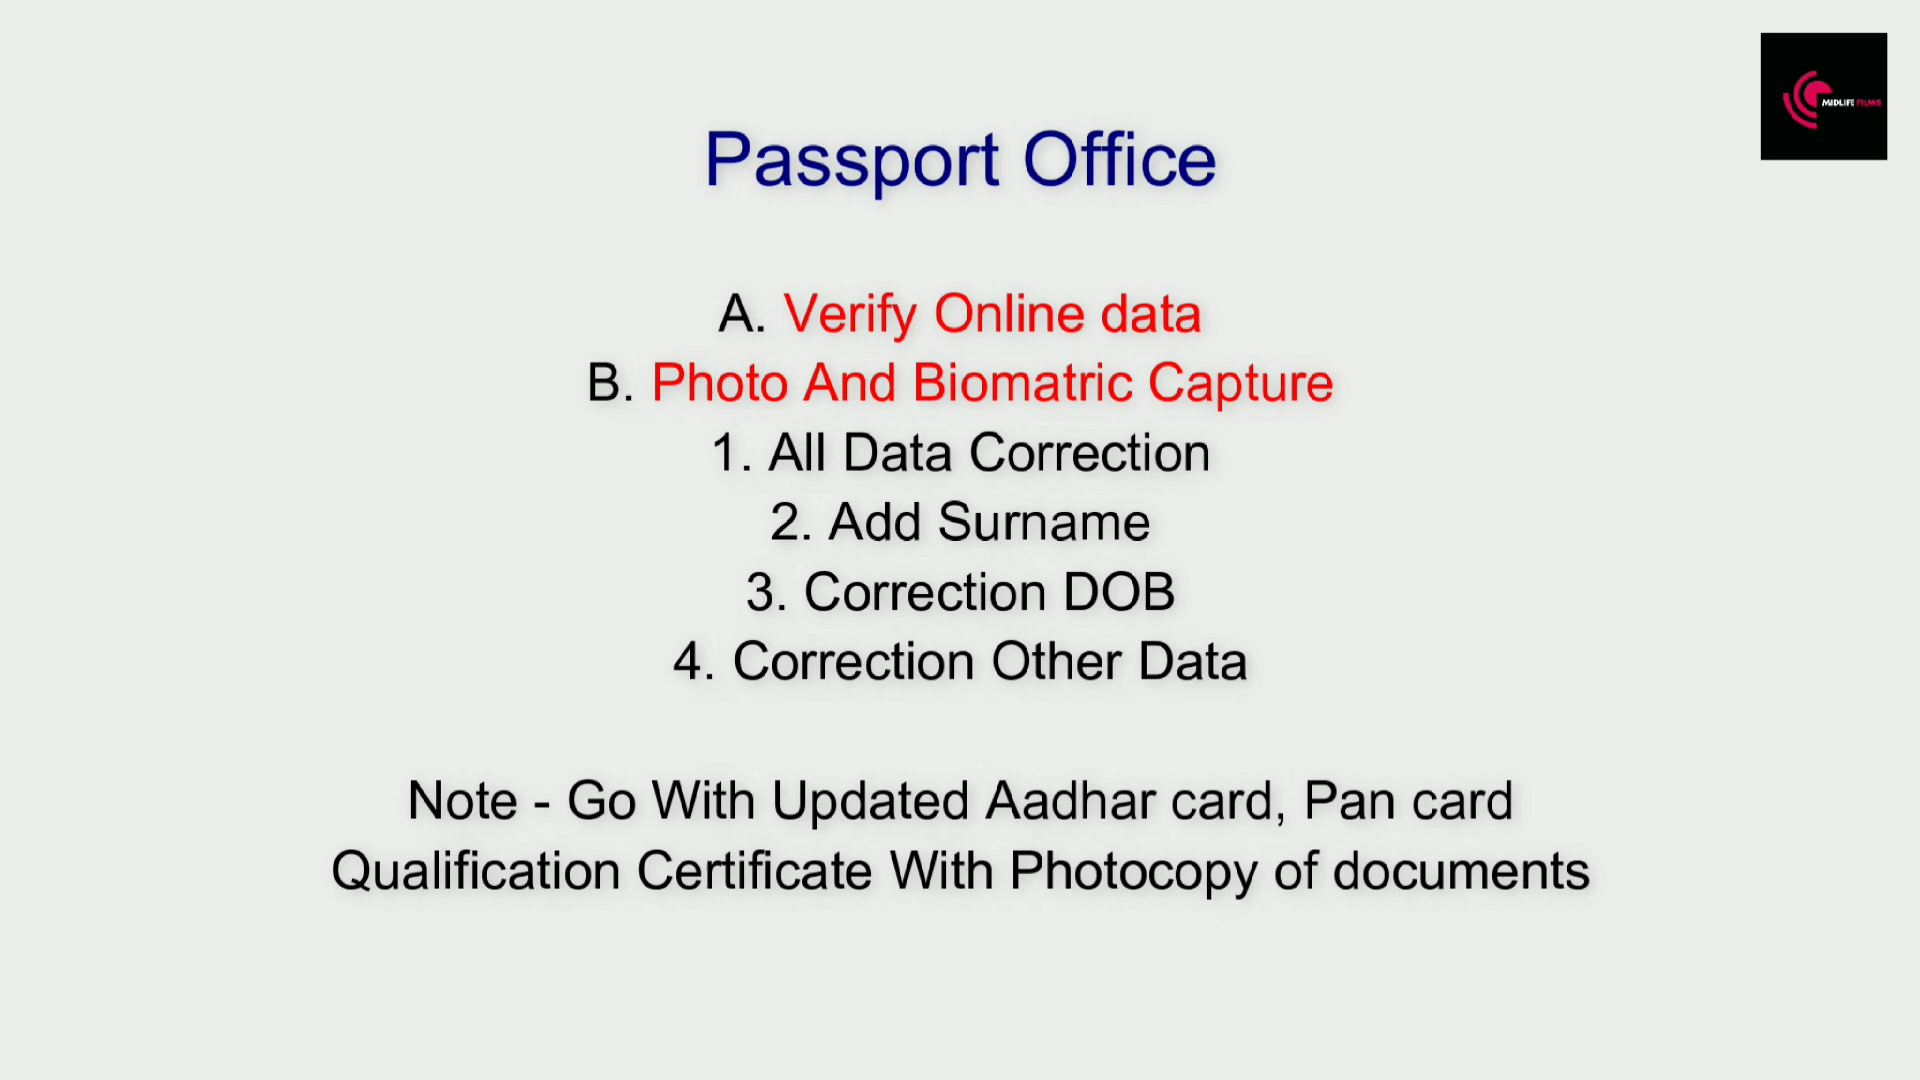 MIDLIFE FILMS
Passport Office
A. Verify Online data
B. Photo And Biomatric Capture
1. All Data Correction
2. Add Surname
3. Correction DOB
4. Correction Other Data
Note - Go With Updated Aadhar card, Pan card
Qualification Certificate With Photocopy of documents